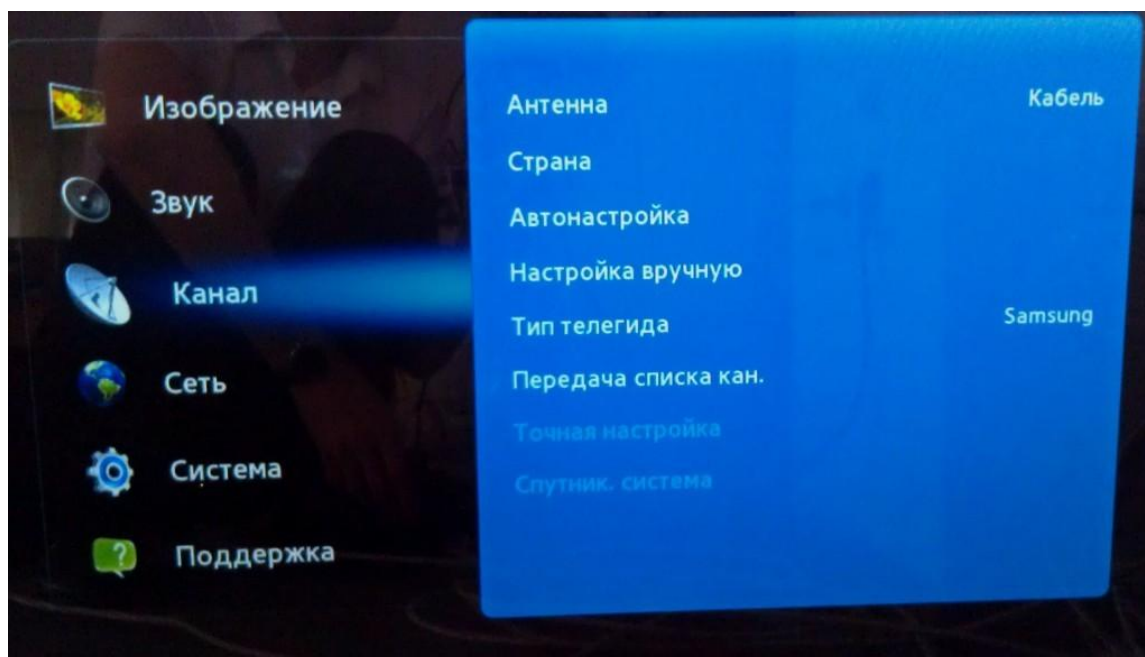 Изображение
Звук
Канал
Сеть
Система
Поддержка
Антенна Кабель
Страна
Автонастройка
Настройка вручную
Тип телегида Samsung
Передача списка кан.
Точная настройка
Спутник. система